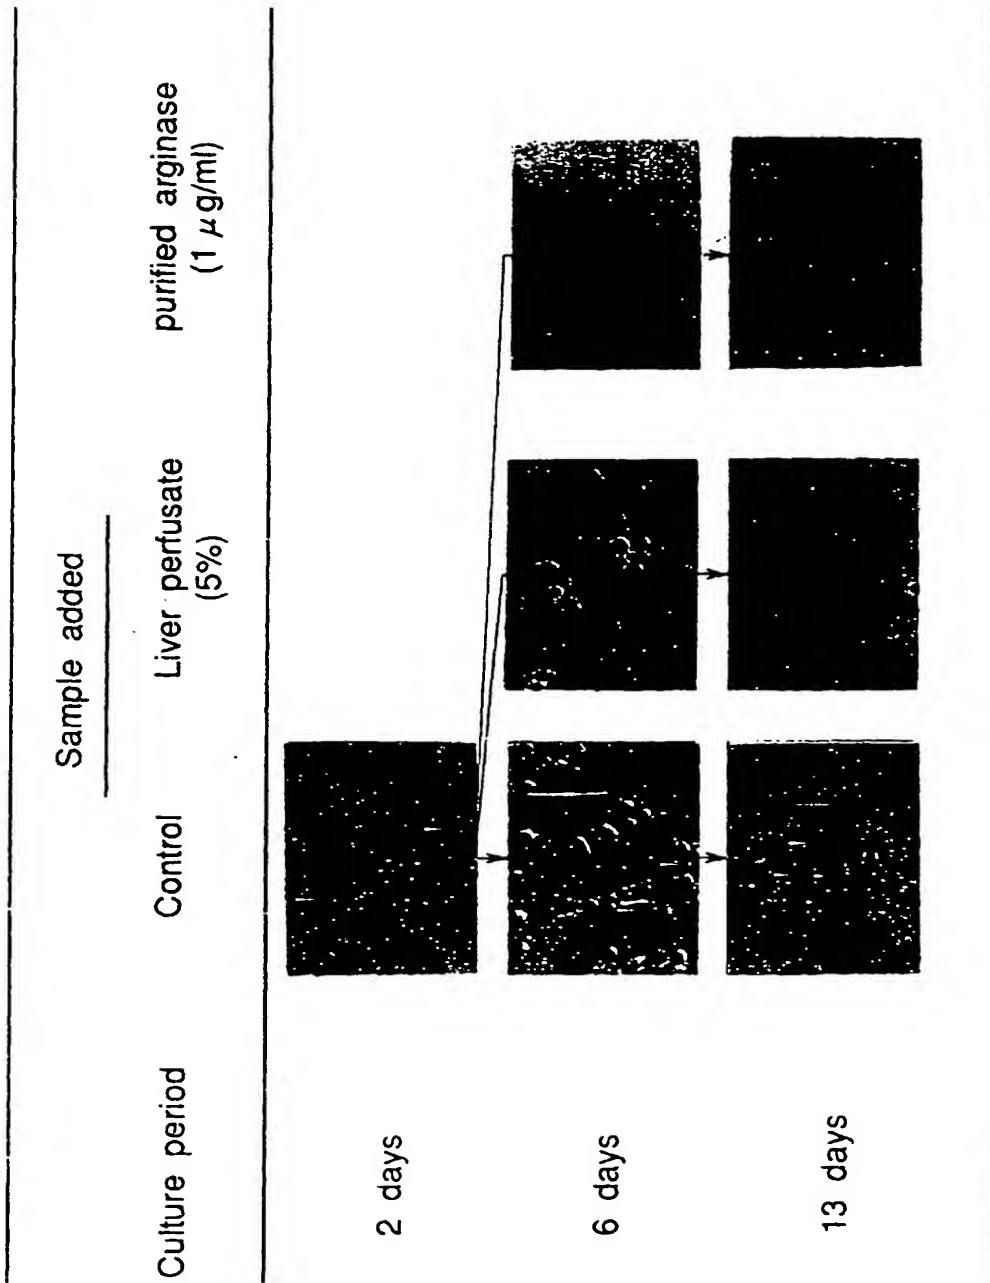 Sample added
Culture period Control Liver perfusate purified arginase
(5%) (1 μg/ml)
2 days
6 days
13 days